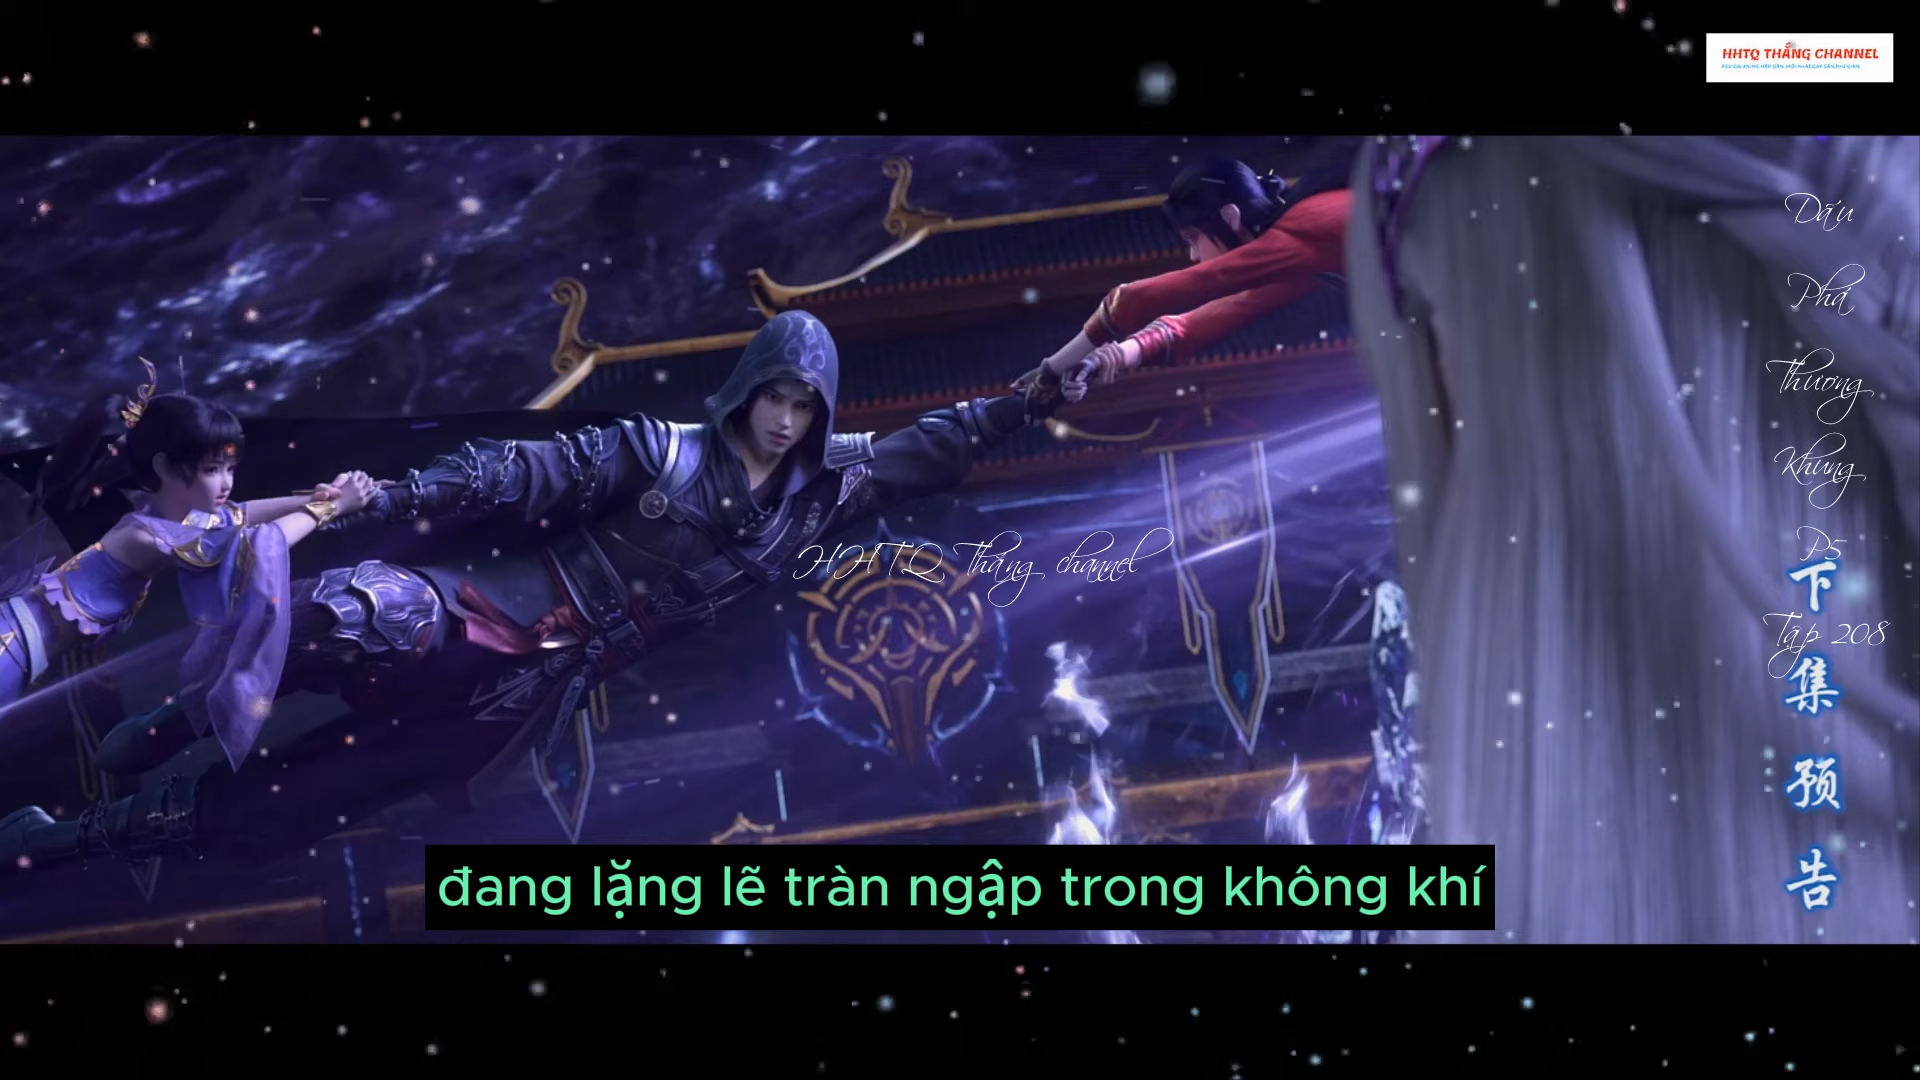 HHTQ THẮNG CHANNEL
Dấu
Phá
Thương
Khung
P5
Tập 208
下
集
预
告
HHTQ Thắng channel
đang lặng lẽ tràn ngập trong không khí